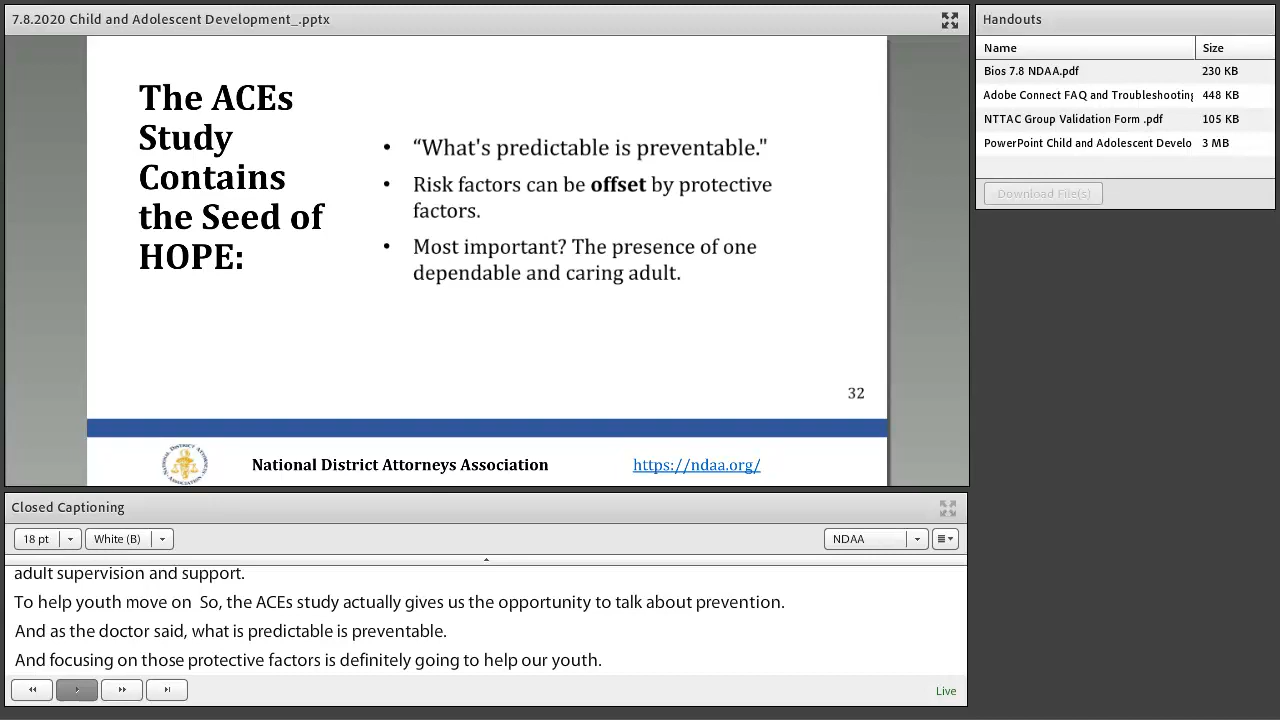 7.8.2020 Child and Adolescent Development_.pptx
The ACEs
Study
Contains
the Seed of
HOPE:
• “What's predictable is preventable."
• Risk factors can be offset by protective
factors.
• Most important? The presence of one
dependable and caring adult.
32
National District Attorneys Association
https://ndaa.org/
Handouts
Name Size
Bios 7.8 NDAA.pdf 230 KB
Adobe Connect FAQ and Troubleshooting 448 KB
NTTAC Group Validation Form .pdf 105 KB
PowerPoint Child and Adolescent Develo 3 MB
Download File(s)
Closed Captioning
18 pt White (B) NDAA
adult supervision and support.
To help youth move on  So, the ACEs study actually gives us the opportunity to talk about prevention.
And as the doctor said, what is predictable is preventable.
And focusing on those protective factors is definitely going to help our youth.
Live